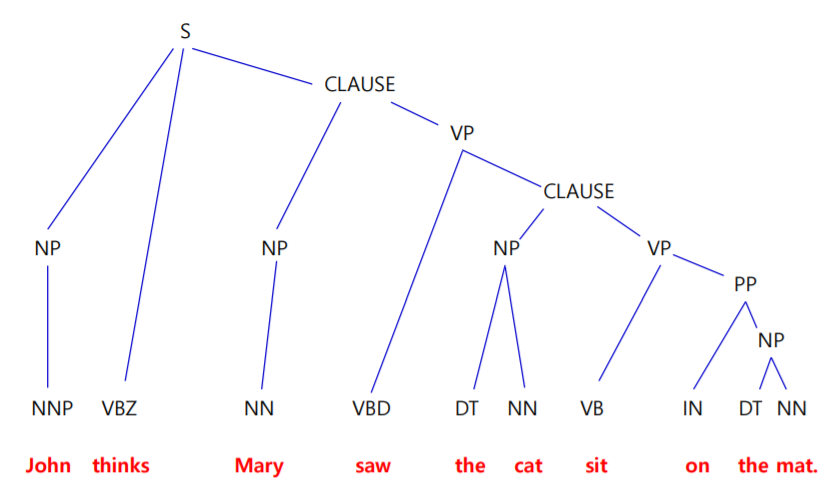 S
CLAUSE
VP
CLAUSE
NP NP NP VP
PP
NP
NNP VBZ NN VBD DT NN VB IN DT NN
John thinks Mary saw the cat sit on the mat.